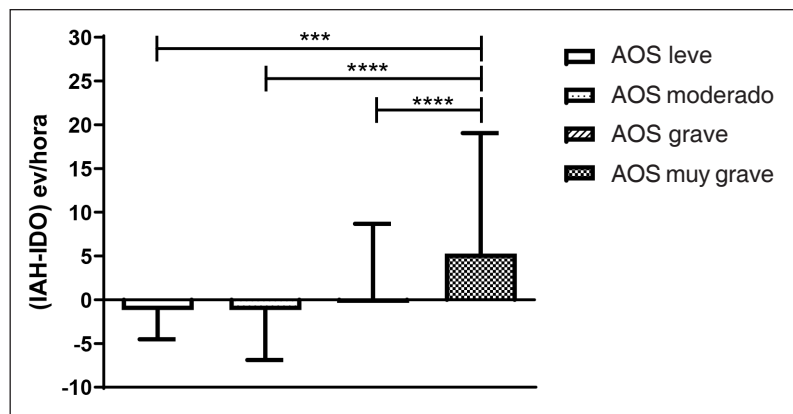 30
25
20
15
10
5
0
-5
-10
(IAH-IDO) ev/hora
***
****
****
AOS leve
AOS moderado
AOS grave
AOS muy grave